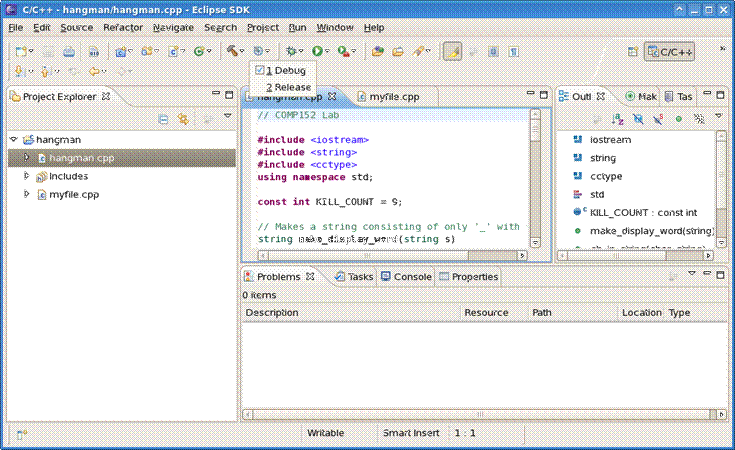 C/C++ - hangman/hangman.cpp - Eclipse SDK
File Edit Source Refactor Navigate Search Project Run Window Help
C/C++
1 Debug
2 Release
Project Explorer
hangman
hangman.cpp
Includes
myfile.cpp
hangman.cpp
myfile.cpp
// COMP152 Lab
#include <iostream>
#include <string>
#include <cctype>
using namespace std;
const int KILL_COUNT = 9;
// Makes a string consisting of only '_' with
string make_display_word(string s)
Outl
Mak
Tas
iostream
string
cctype
std
KILL_COUNT : const int
make_display_word(string)
Problems
Tasks
Console
Properties
0 items
Description Resource Path Location Type
Writable Smart Insert 1 : 1